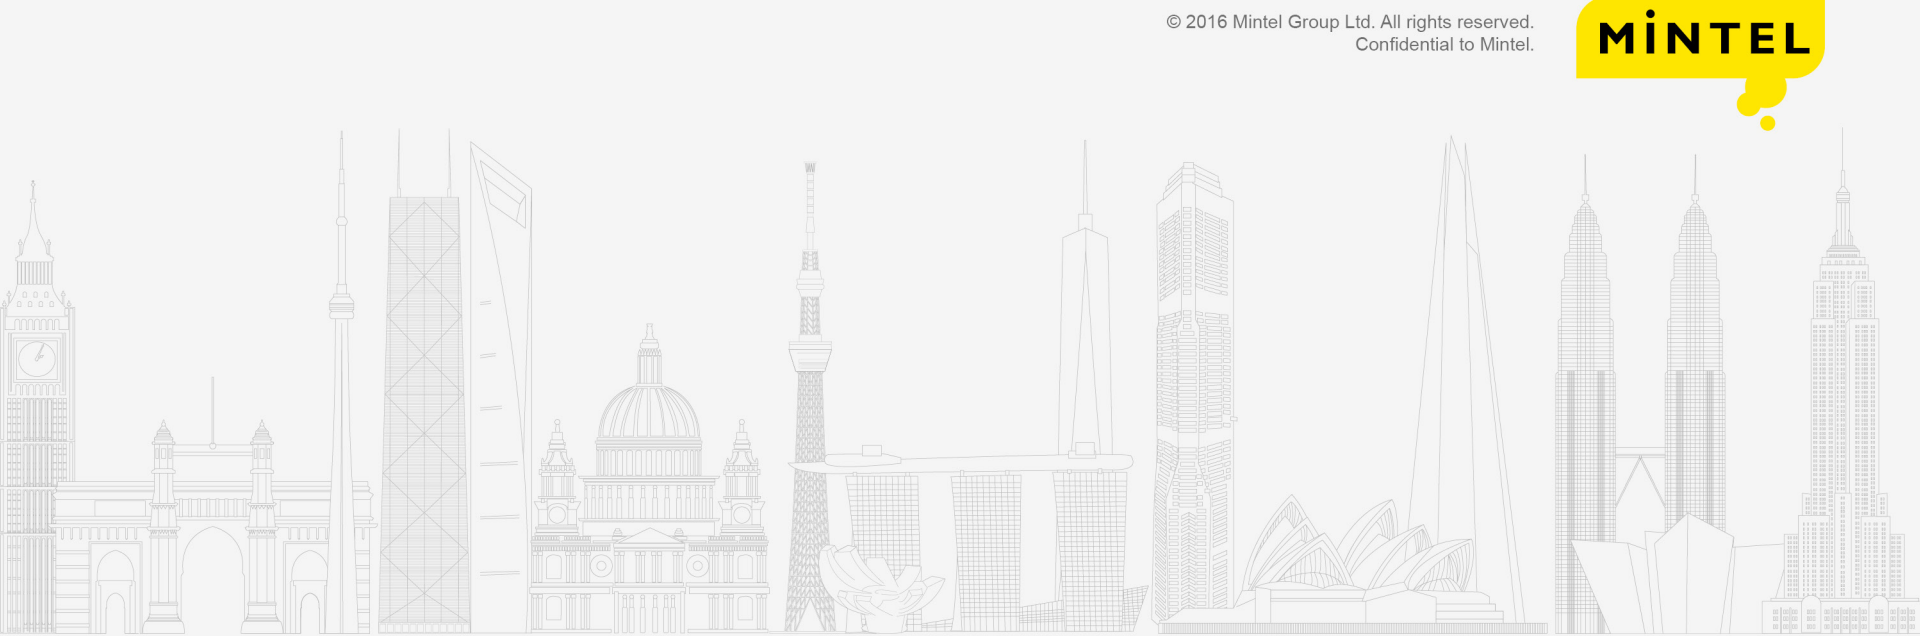 © 2016 Mintel Group Ltd. All rights reserved.
Confidential to Mintel.
MiNTEL